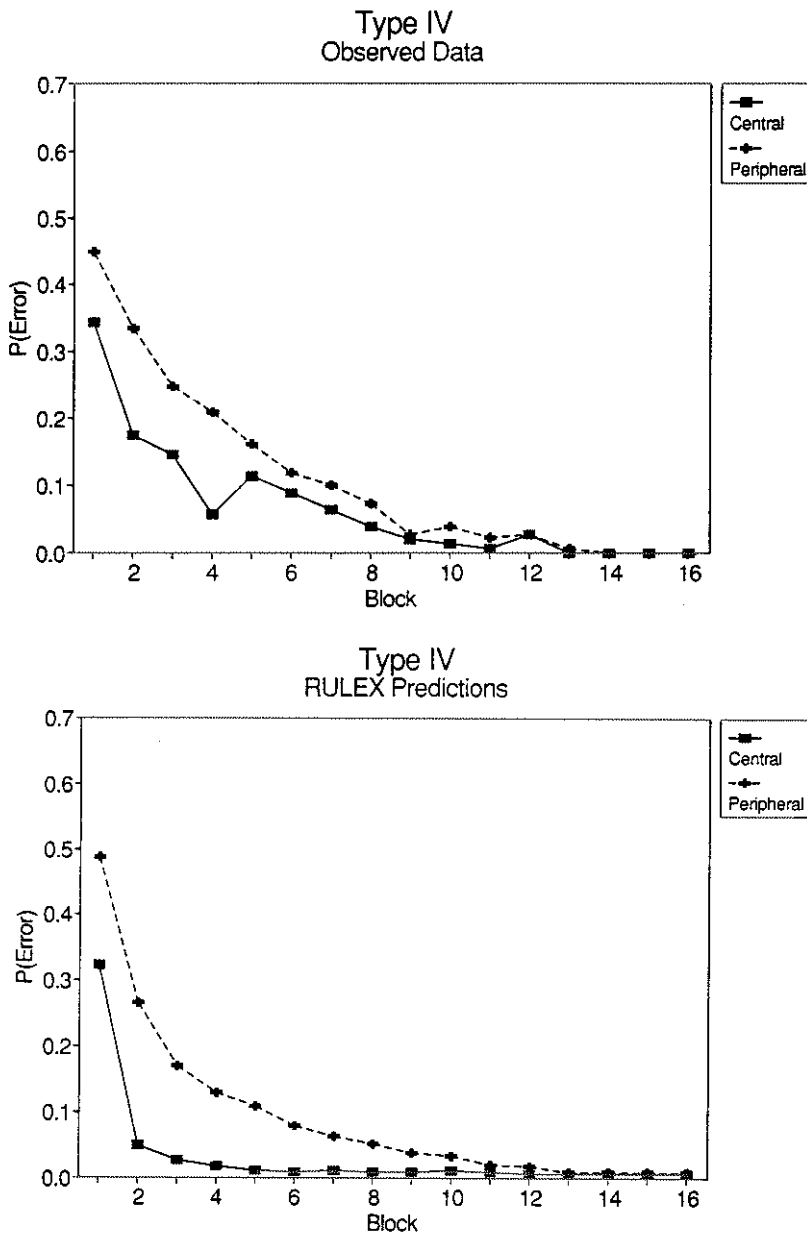 Type IV
Observed Data
0.7
0.6
0.5
0.4
0.3
0.2
0.1
0.0
P(Error)
2 4 6 8 10 12 14 16
Block
Central
Peripheral
Type IV
RULEX Predictions
0.7
0.6
0.5
0.4
0.3
0.2
0.1
0.0
P(Error)
2 4 6 8 10 12 14 16
Block
Central
Peripheral